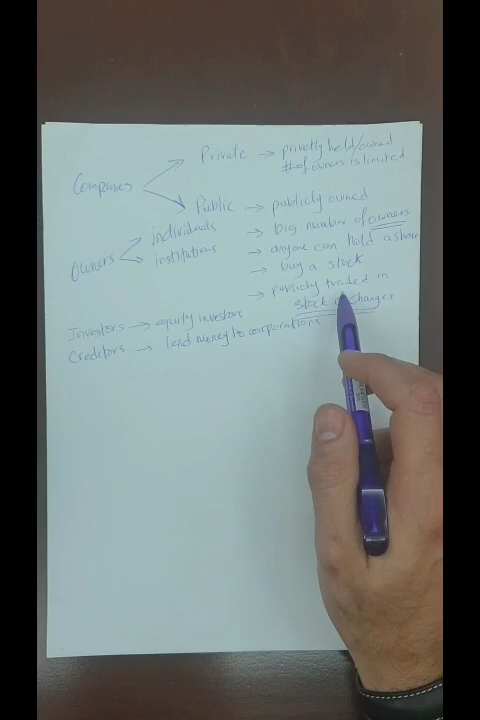 Private → privetly held/owned
# of owners is limited
Companies
Public → publicly owned
→ big number of owners
individuals
→ anyone can hold a share
Owners
institutions
→ buy a stock
→ publicly traded in
stock exchanges
Investors → equity investors
Creditors → lend money to corporations